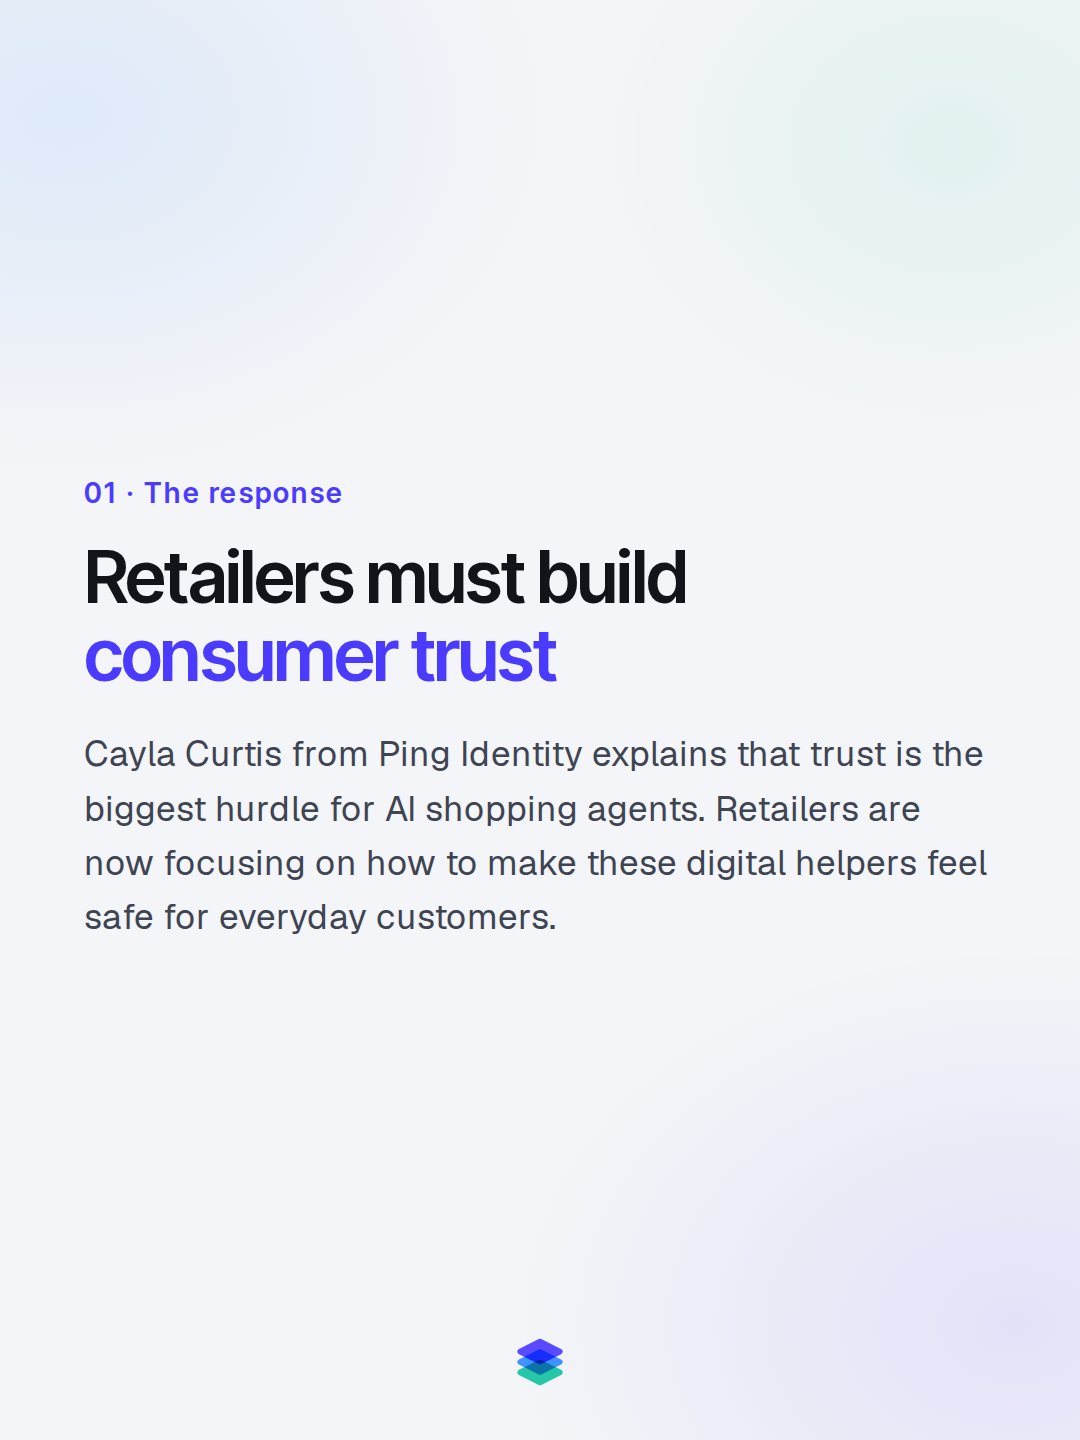 01 · The response
Retailers must build
consumer trust
Cayla Curtis from Ping Identity explains that trust is the
biggest hurdle for AI shopping agents. Retailers are
now focusing on how to make these digital helpers feel
safe for everyday customers.